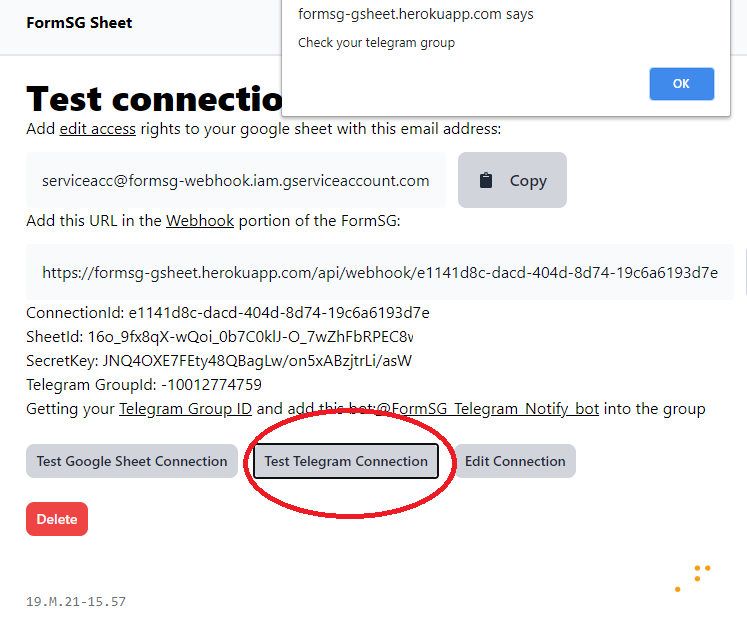 FormSG Sheet
formsg-gsheet.herokuapp.com says
Check your telegram group
OK
Test connectio
Add edit access rights to your google sheet with this email address:
serviceacc@formsg-webhook.iam.gserviceaccount.com
Copy
Add this URL in the Webhook portion of the FormSG:
https://formsg-gsheet.herokuapp.com/api/webhook/e1141d8c-dacd-404d-8d74-19c6a6193d7e
ConnectionId: e1141d8c-dacd-404d-8d74-19c6a6193d7e
SheetId: 16o_9fx8qX-wQoi_0b7C0klJ-O_7wZhFbRPEC8v
SecretKey: JNQ4OXE7FEty48QBagLw/on5xABzjtrLi/asW
Telegram GroupId: -10012774759
Getting your Telegram Group ID and add this bot:@FormSG_Telegram_Notify_bot into the group
Test Google Sheet Connection
Test Telegram Connection
Edit Connection
Delete
19.M.21-15.57